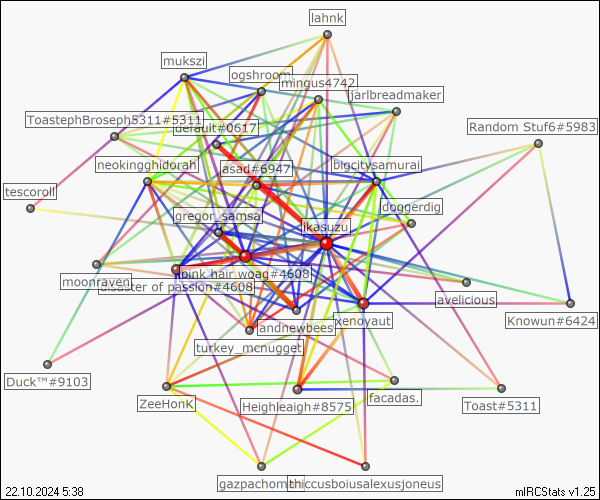 lahnk
mukszi
ogshroom
mingus4742
jarlbreadmaker
ToastephBroseph5311#5311
default#0617
Random Stuf6#5983
neokingghidorah
asad#6947
bigcitysamurai
tescoroll
gregor_samsa
doggerdig
ikasuzu
moonraven
pink hair woag#4608
disaster of passion#4608
avelicious
andnewbees
xenoyaut
Knowun#6424
turkey_mcnugget
Duck™#9103
ZeeHonK
Heighleigh#8575
facadas.
Toast#5311
gazpachomth
thiccusboiusalexusjoneus
22.10.2024 5:38
mIRCStats v1.25